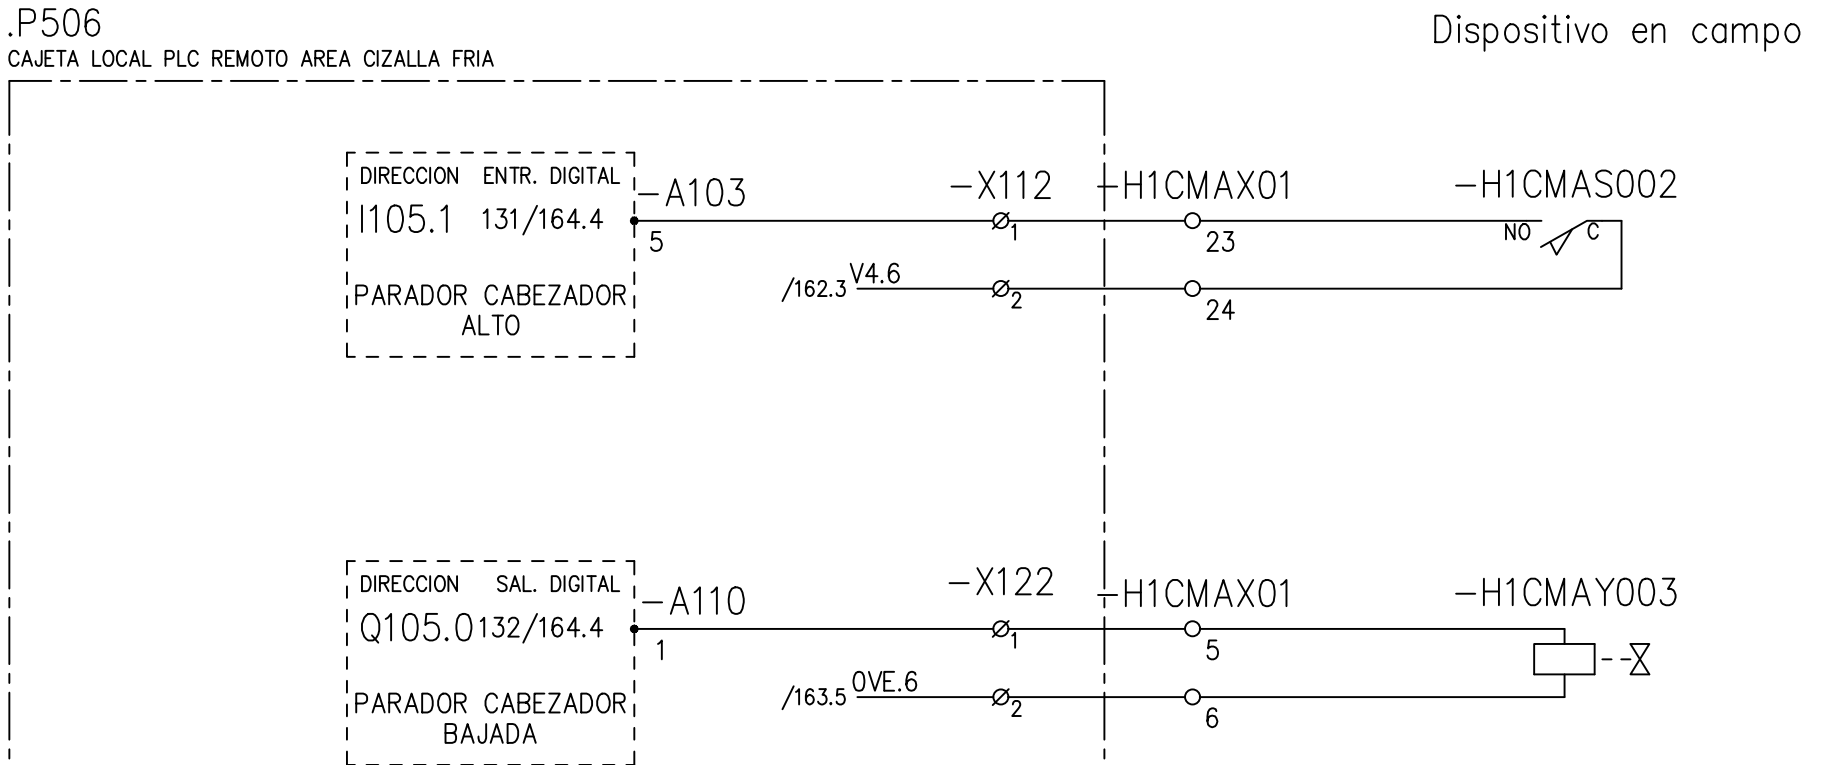 .P506
Dispositivo en campo
CAJETA LOCAL PLC REMOTO AREA CIZALLA FRIA
DIRECCION ENTR. DIGITAL
I105.1 131/164.4
-A103
5
-X112
1
-H1CMAX01
23
-H1CMAS002
NO
C
PARADOR CABEZADOR
ALTO
/162.3 V4.6
2
24
DIRECCION SAL. DIGITAL
Q105.0 132/164.4
-A110
1
-X122
1
-H1CMAX01
5
-H1CMAY003
PARADOR CABEZADOR
BAJADA
/163.5 0VE.6
2
6